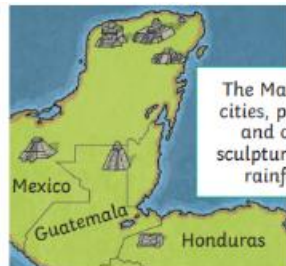 The Ma
cities, p
and o
sculptur
rainf
Mexico
Guatemala
Honduras